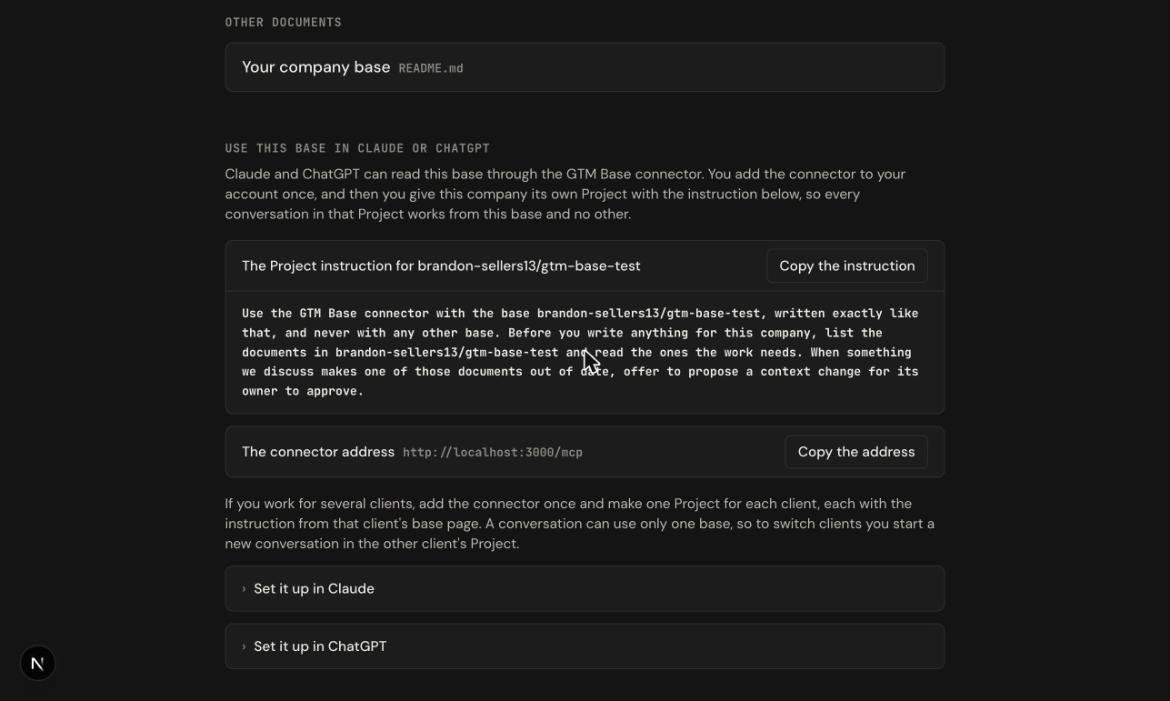 OTHER DOCUMENTS
Your company base README.md
USE THIS BASE IN CLAUDE OR CHATGPT
Claude and ChatGPT can read this base through the GTM Base connector. You add the connector to your
account once, and then you give this company its own Project with the instruction below, so every
conversation in that Project works from this base and no other.
The Project instruction for brandon-sellers13/gtm-base-test
Copy the instruction
Use the GTM Base connector with the base brandon-sellers13/gtm-base-test, written exactly like
that, and never with any other base. Before you write anything for this company, list the
documents in brandon-sellers13/gtm-base-test and read the ones the work needs. When something
we discuss makes one of those documents out of date, offer to propose a context change for its
owner to approve.
The connector address http://localhost:3000/mcp
Copy the address
If you work for several clients, add the connector once and make one Project for each client, each with the
instruction from that client's base page. A conversation can use only one base, so to switch clients you start a
new conversation in the other client's Project.
› Set it up in Claude
› Set it up in ChatGPT
N